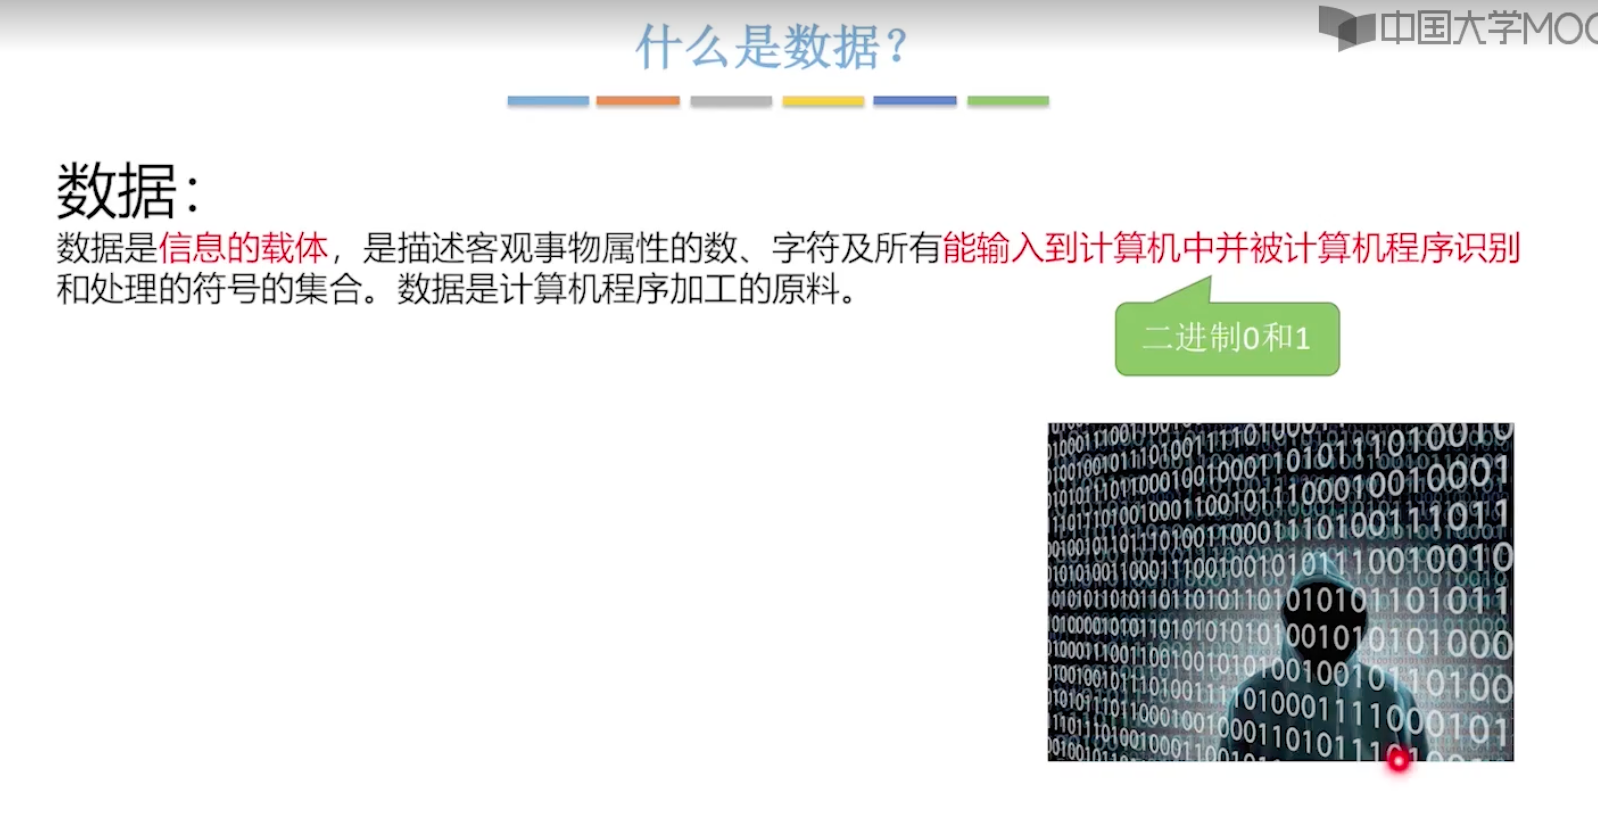 中国大学MOO
什么是数据？
数据：
数据是信息的载体，是描述客观事物属性的数、字符及所有能输入到计算机中并被计算机程序识别
和处理的符号的集合。数据是计算机程序加工的原料。
二进制0和1